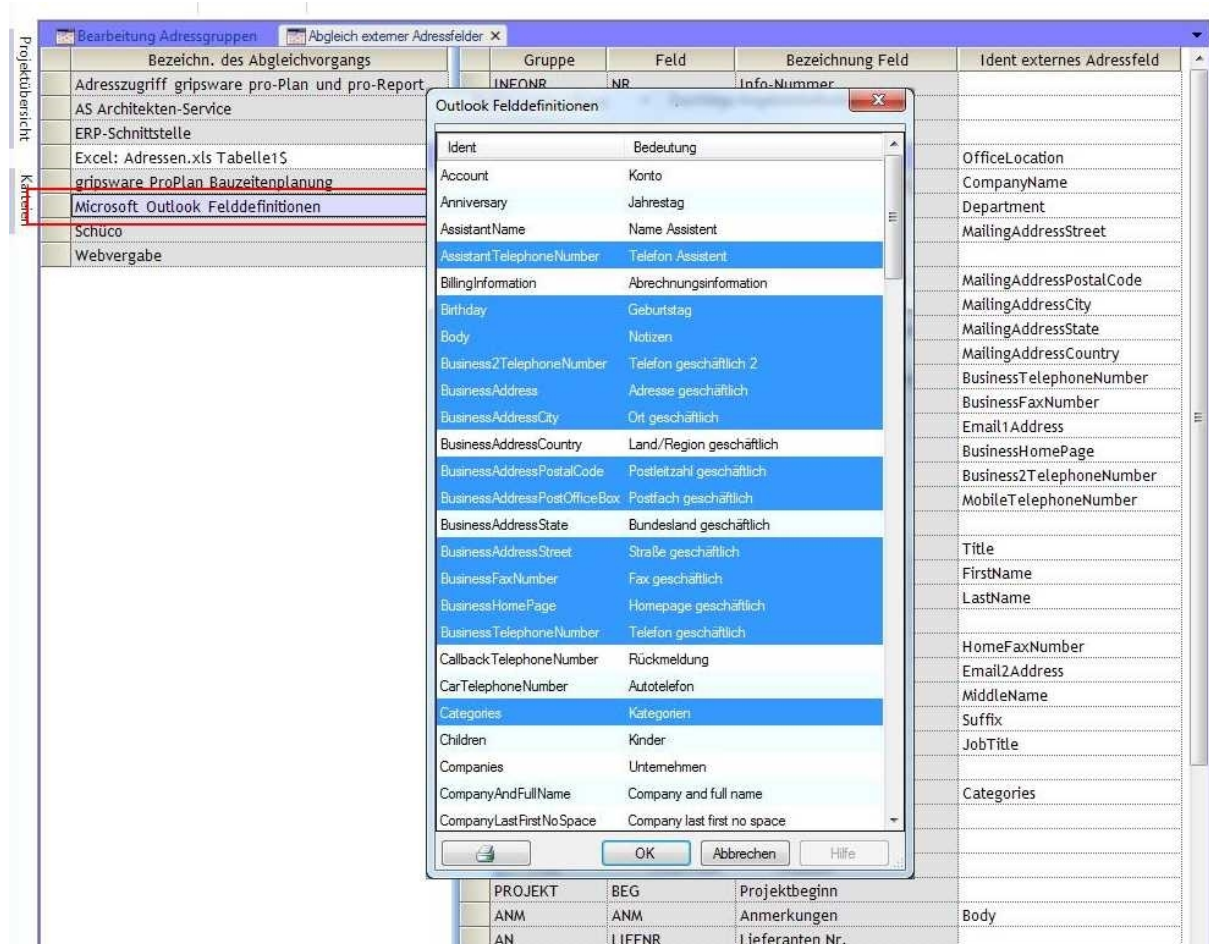 Projektübersicht
Bearbeitung Adressgruppen
Abgleich externer Adressfelder
Bezeichn. des Abgleichvorgangs
Adresszugriff gripsware pro-Plan und pro-Report
AS Architekten-Service
ERP-Schnittstelle
Excel: Adressen.xls Tabelle1$
gripsware ProPlan Bauzeitenplanung
Microsoft Outlook Felddefinitionen
Schüco
Webvergabe
Gruppe Feld Bezeichnung Feld Ident externes Adressfeld
INFONR NR Info-Nummer
Outlook Felddefinitionen
Ident Bedeutung
Account Konto
Anniversary Jahrestag
AssistantName Name Assistent
AssistantTelephoneNumber Telefon Assistent
BillingInformation Abrechnungsinformation
Birthday Geburtstag
Body Notizen
Business2TelephoneNumber Telefon geschäftlich 2
BusinessAddress Adresse geschäftlich
BusinessAddressCity Ort geschäftlich
BusinessAddressCountry Land/Region geschäftlich
BusinessAddressPostalCode Postleitzahl geschäftlich
BusinessAddressPostOfficeBox Postfach geschäftlich
BusinessAddressState Bundesland geschäftlich
BusinessAddressStreet Straße geschäftlich
BusinessFaxNumber Fax geschäftlich
BusinessHomePage Homepage geschäftlich
BusinessTelephoneNumber Telefon geschäftlich
CallbackTelephoneNumber Rückmeldung
CarTelephoneNumber Autotelefon
Categories Kategorien
Children Kinder
Companies Unternehmen
CompanyAndFullName Company and full name
CompanyLastFirstNoSpace Company last first no space
OK Abbrechen Hilfe
OfficeLocation
CompanyName
Department
MailingAddressStreet
MailingAddressPostalCode
MailingAddressCity
MailingAddressState
MailingAddressCountry
BusinessTelephoneNumber
BusinessFaxNumber
Email1Address
BusinessHomePage
Business2TelephoneNumber
MobileTelephoneNumber
Title
FirstName
LastName
HomeFaxNumber
Email2Address
MiddleName
Suffix
JobTitle
Categories
PROJEKT BEG Projektbeginn
ANM ANM Anmerkungen Body
AN LIEFNR Lieferanten Nr.